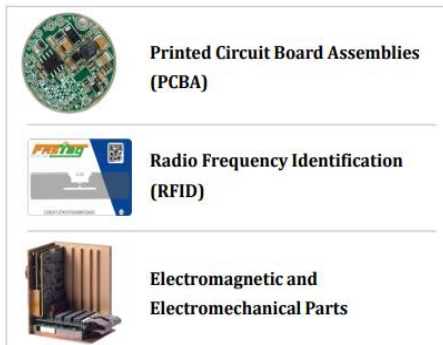 Printed Circuit Board Assemblies
(PCBA)
FASTag
Radio Frequency Identification
(RFID)
Electromagnetic and
Electromechanical Parts